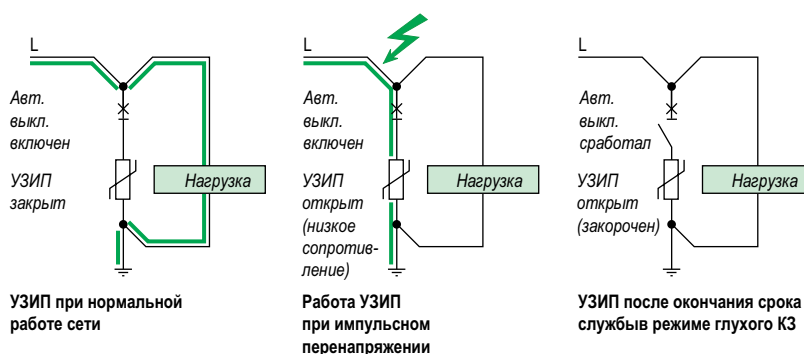 L
Авт.
выкл.
включен
УЗИП
закрыт
Нагрузка
УЗИП при нормальной
работе сети
L
Авт.
выкл.
включен
УЗИП
открыт
(низкое
сопротив-
ление)
Нагрузка
Работа УЗИП
при импульсном
перенапряжении
L
Авт.
выкл.
сработал
УЗИП
открыт
(закорочен)
Нагрузка
УЗИП после окончания срока
службыв режиме глухого КЗ